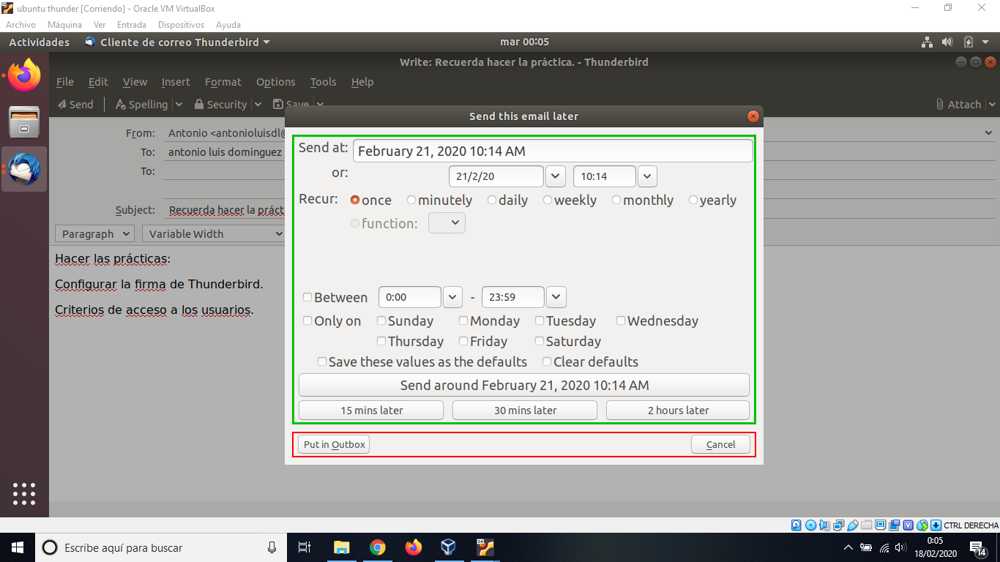 ubuntu thunder [Corriendo] - Oracle VM VirtualBox
Archivo Máquina Ver Entrada Dispositivos Ayuda
Actividades Cliente de correo Thunderbird mar 00:05
Write: Recuerda hacer la práctica. - Thunderbird
File Edit View Insert Format Options Tools Help
Send Spelling Security Save Attach
Send this email later
From: Antonio <antonioluisdl@
To: antonio luis dominguez
To:
Subject: Recuerda hacer la práct
Paragraph Variable Width
Hacer las prácticas:
Configurar la firma de Thunderbird.
Criterios de acceso a los usuarios.
Send at: February 21, 2020 10:14 AM
or: 21/2/20 10:14
Recur: once minutely daily weekly monthly yearly
function:
Between 0:00 - 23:59
Only on Sunday Monday Tuesday Wednesday
Thursday Friday Saturday
Save these values as the defaults Clear defaults
Send around February 21, 2020 10:14 AM
15 mins later 30 mins later 2 hours later
Put in Outbox Cancel
CTRL DERECHA
Escribe aquí para buscar
64
0:05
18/02/2020
14